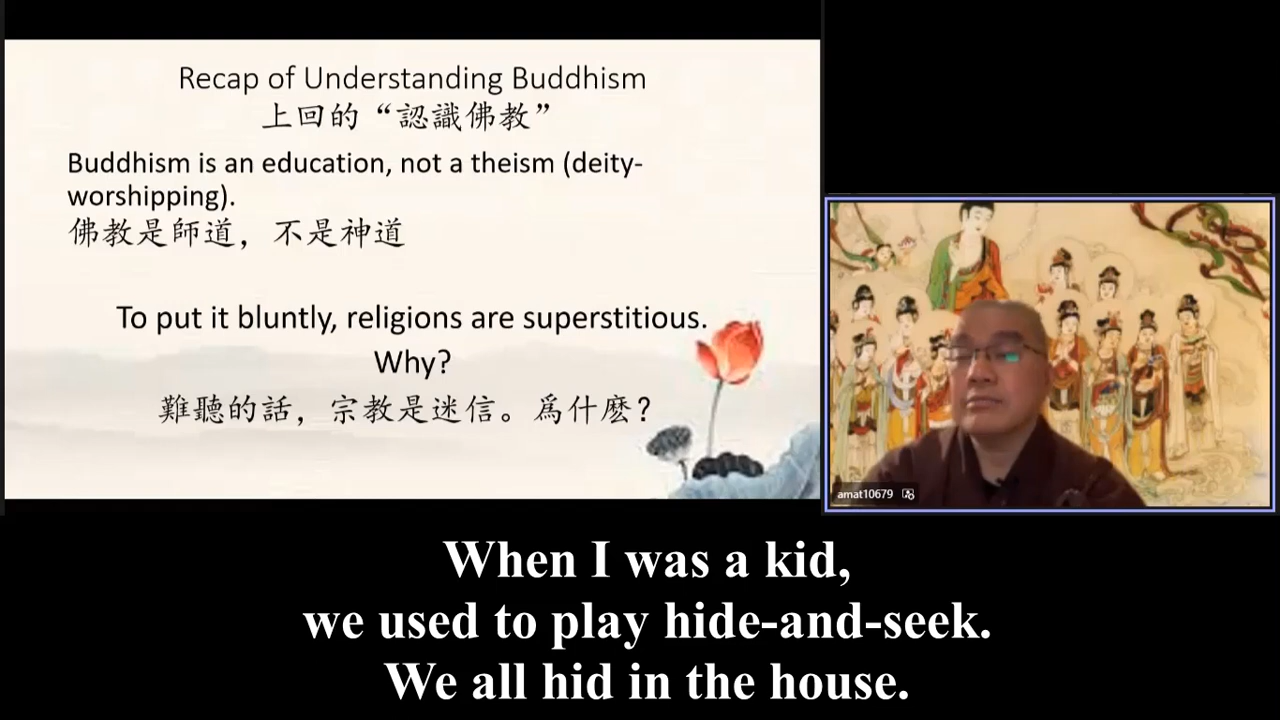 Recap of Understanding Buddhism
上回的“認識佛教”
Buddhism is an education, not a theism (deity-
worshipping).
佛教是師道，不是神道
To put it bluntly, religions are superstitious.
Why?
難聽的話，宗教是迷信。爲什麼？
amat10679
When I was a kid,
we used to play hide-and-seek.
We all hid in the house.